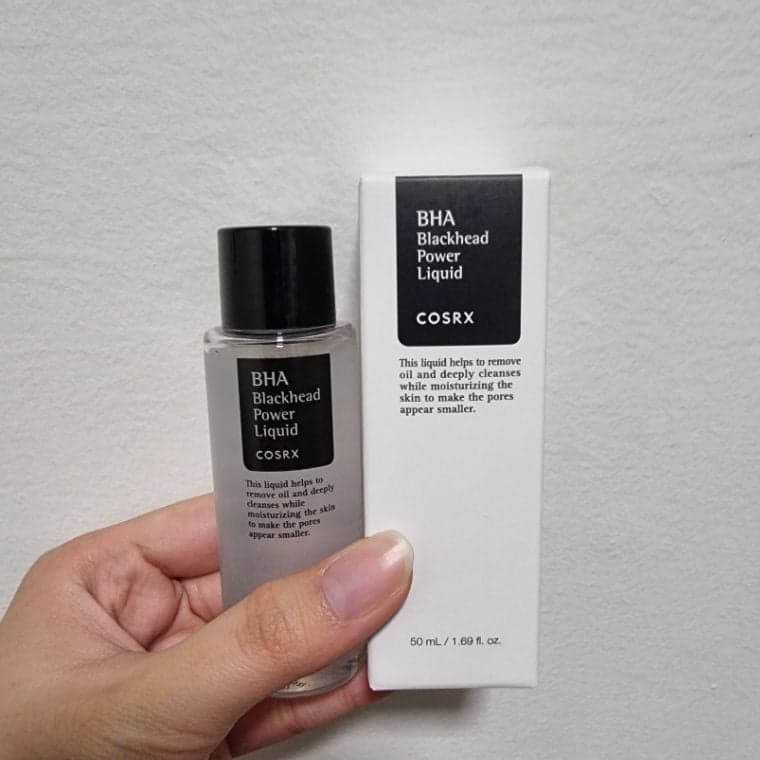 BHA
Blackhead
Power
Liquid
COSRX
This liquid helps to
remove oil and deeply
cleanses while
moisturizing the skin
to make the pores
appear smaller.
BHA
Blackhead
Power
Liquid
COSRX
This liquid helps to remove
oil and deeply cleanses
while moisturizing the
skin to make the pores
appear smaller.
50 mL / 1.69 fl. oz.